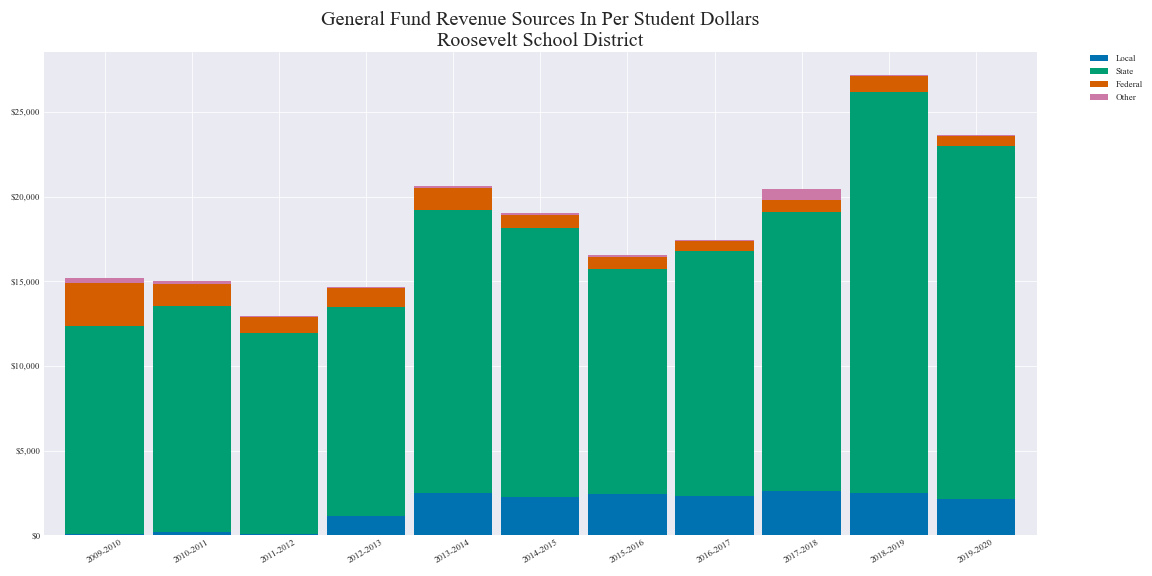 General Fund Revenue Sources In Per Student Dollars
Roosevelt School District
Local
State
Federal
Other
$25,000
$20,000
$15,000
$10,000
$5,000
$0
2009-2010
2010-2011
2011-2012
2012-2013
2013-2014
2014-2015
2015-2016
2016-2017
2017-2018
2018-2019
2019-2020